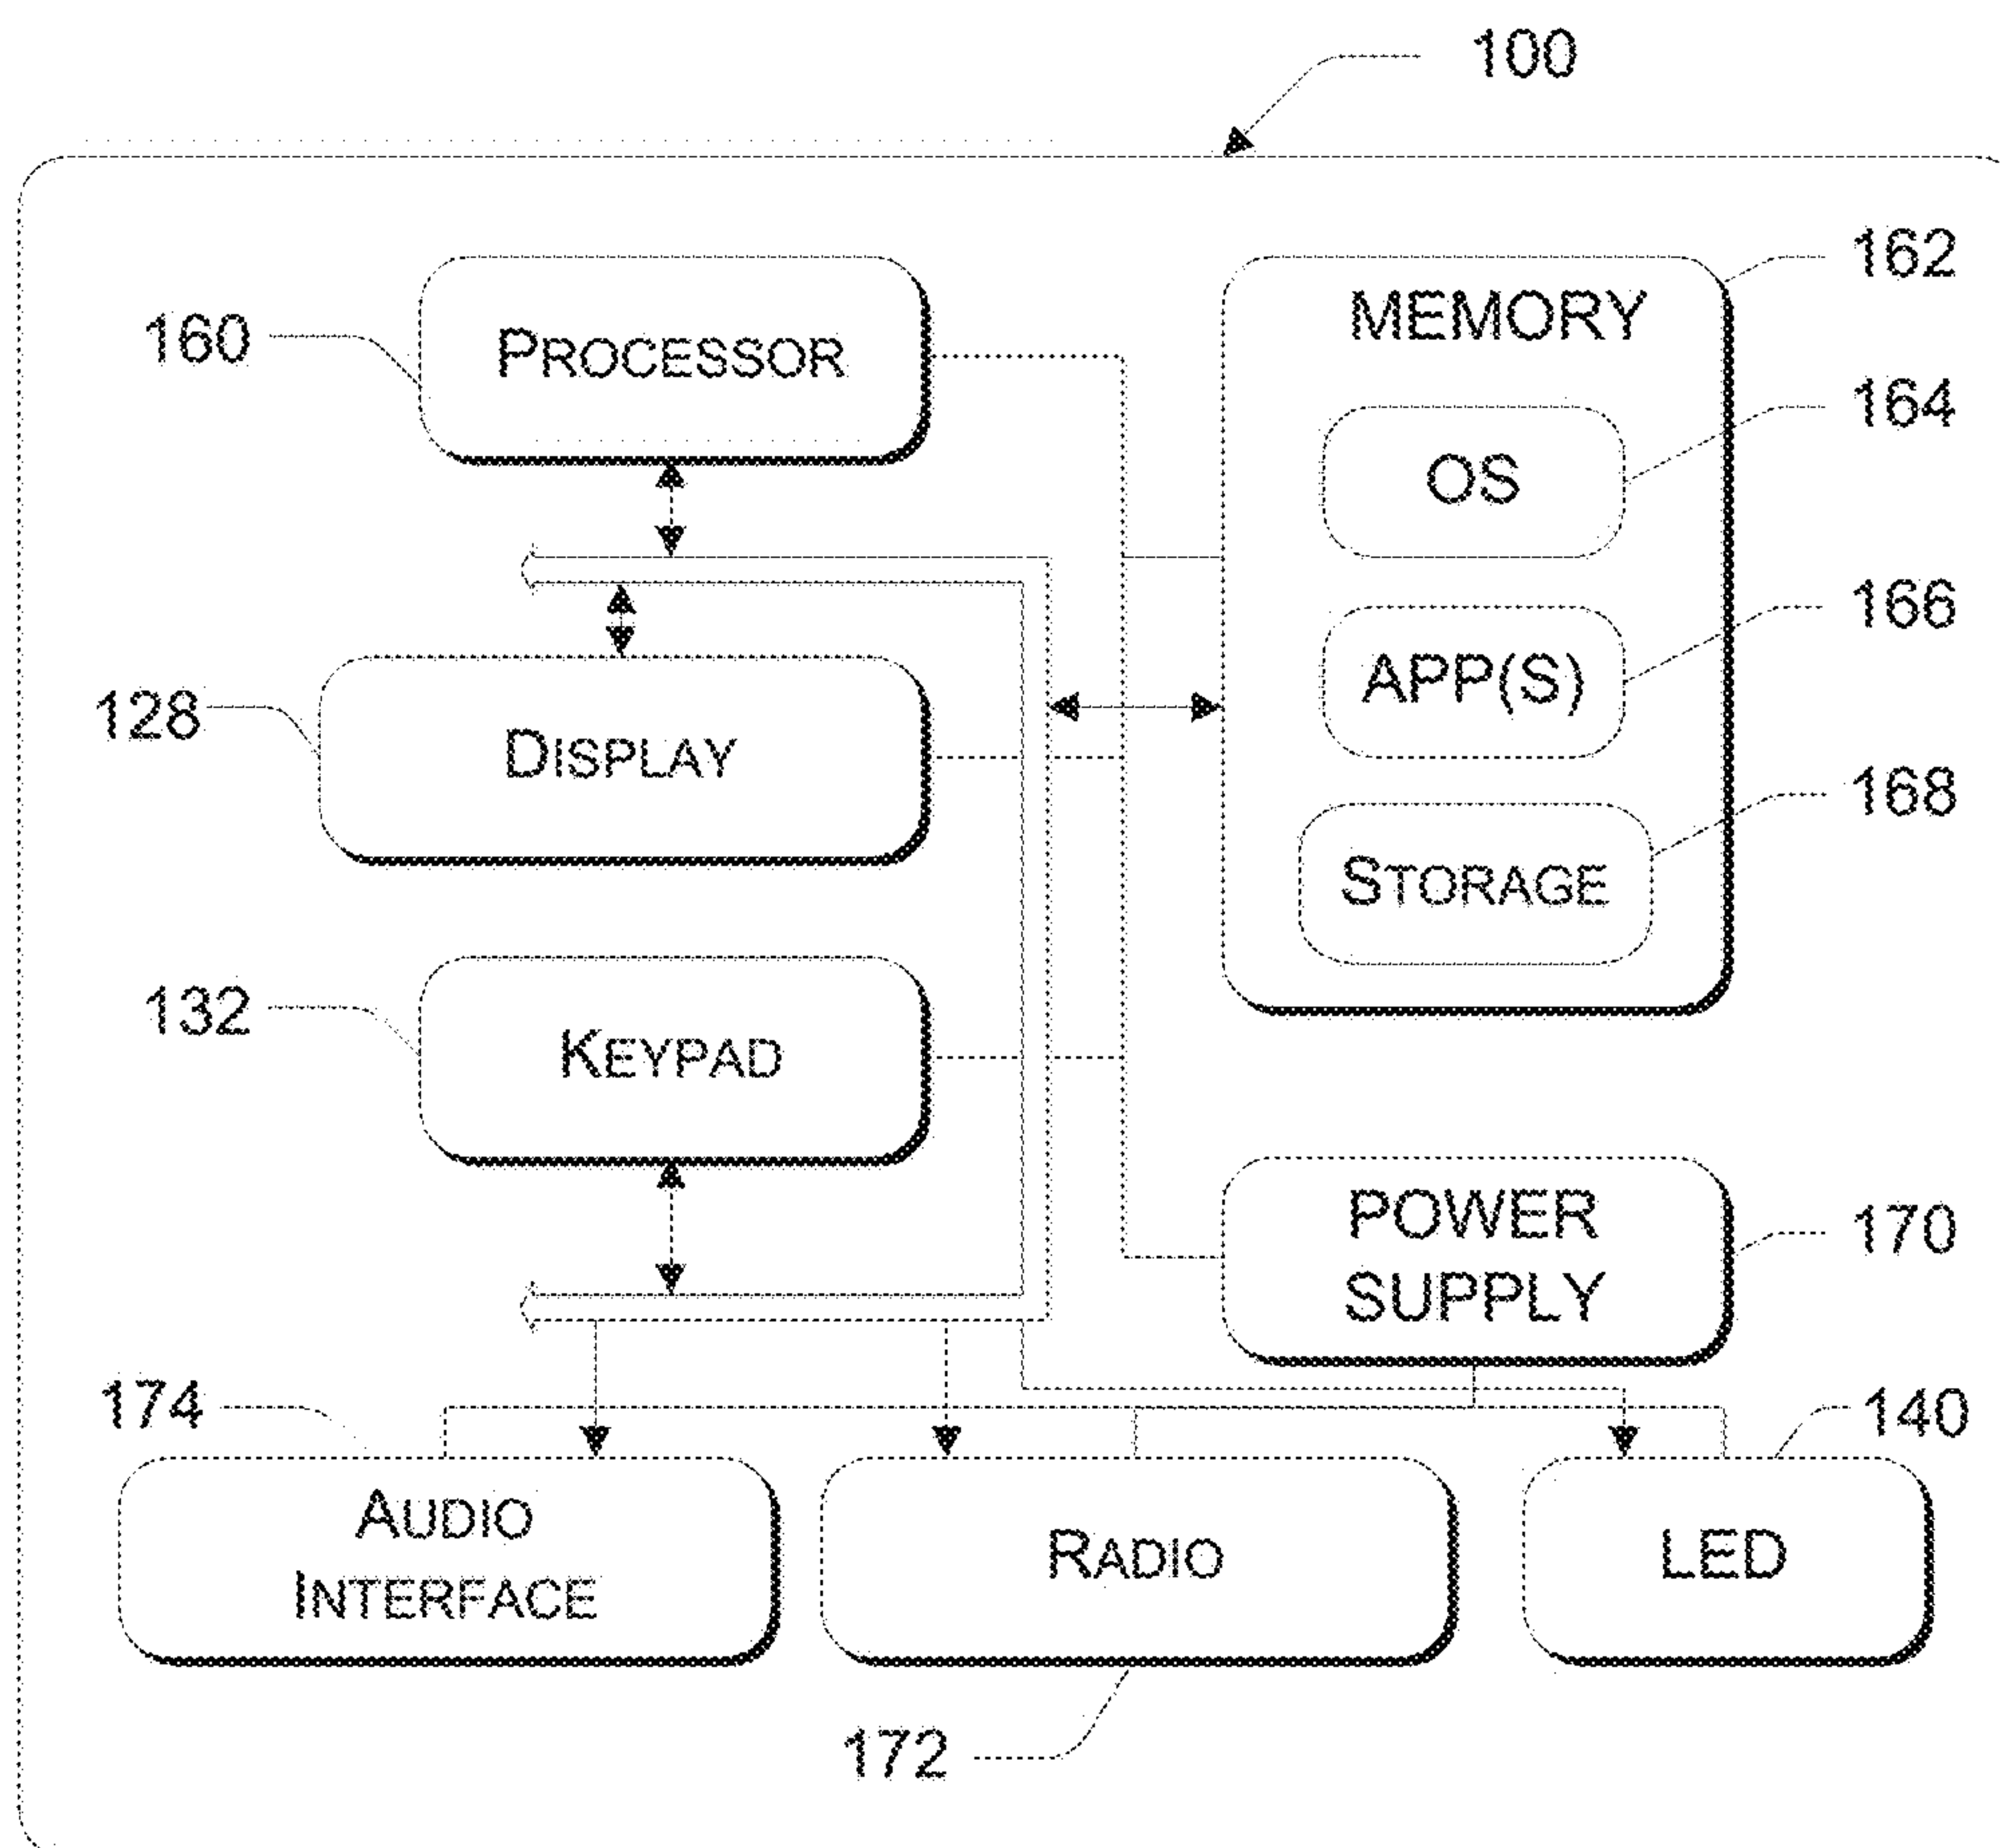 100
162
MEMORY
160
PROCESSOR
164
OS
166
APP(S)
128
DISPLAY
168
STORAGE
132
KEYPAD
170
POWER
SUPPLY
174
140
AUDIO
INTERFACE
RADIO
LED
172